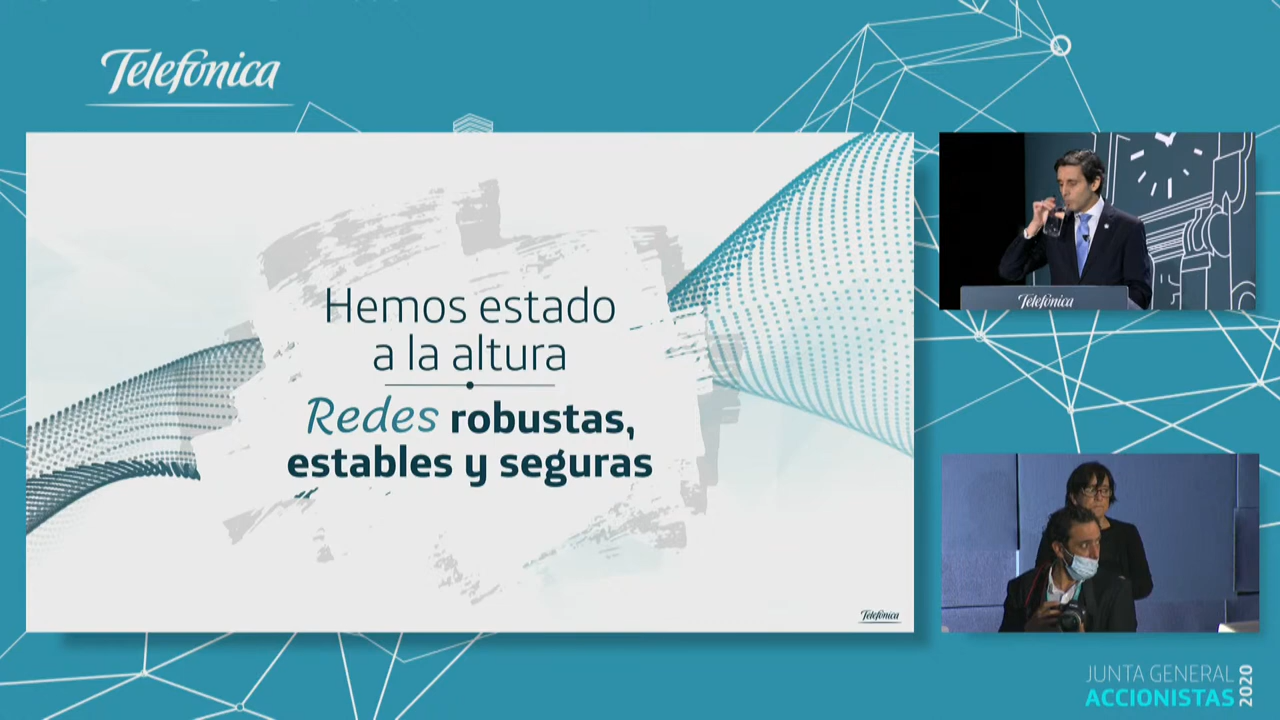 Telefónica
Hemos estado
a la altura
Redes robustas,
estables y seguras
Telefónica
Telefónica
JUNTA GENERAL
ACCIONISTAS
2020